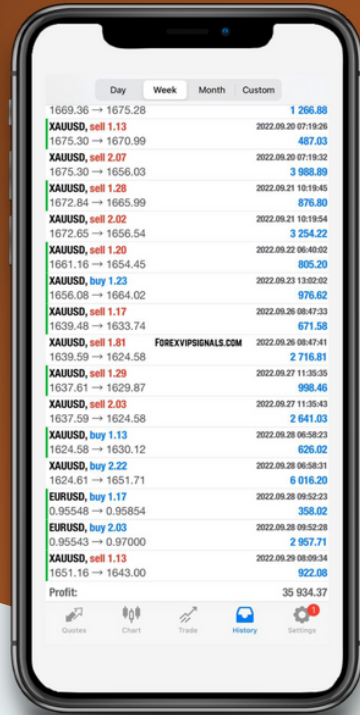 Day Week Month Custom
1669.36 → 1675.28 1 266.88
XAUUSD, sell 1.13 2022.09.20 07:19:26
1675.30 → 1670.99 487.03
XAUUSD, sell 2.07 2022.09.20 07:19:32
1675.30 → 1656.03 3 988.89
XAUUSD, sell 1.28 2022.09.21 10:19:45
1672.84 → 1665.99 876.80
XAUUSD, sell 2.02 2022.09.21 10:19:54
1672.65 → 1656.54 3 254.22
XAUUSD, sell 1.20 2022.09.22 06:40:02
1661.16 → 1654.45 805.20
XAUUSD, buy 1.23 2022.09.23 13:02:02
1656.08 → 1664.02 976.62
XAUUSD, sell 1.17 2022.09.26 08:47:33
1639.48 → 1633.74 671.58
XAUUSD, sell 1.81 FOREXVIPSIGNALS.COM 2022.09.26 08:47:41
1639.59 → 1624.58 2 716.81
XAUUSD, sell 1.29 2022.09.27 11:35:35
1637.61 → 1629.87 998.46
XAUUSD, sell 2.03 2022.09.27 11:35:43
1637.59 → 1624.58 2 641.03
XAUUSD, buy 1.13 2022.09.28 06:58:23
1624.58 → 1630.12 626.02
XAUUSD, buy 2.22 2022.09.28 06:58:31
1624.61 → 1651.71 6 016.20
EURUSD, buy 1.17 2022.09.28 09:52:23
0.95548 → 0.95854 358.02
EURUSD, buy 2.03 2022.09.28 09:52:28
0.95543 → 0.97000 2 957.71
XAUUSD, sell 1.13 2022.09.29 08:09:34
1651.16 → 1643.00 922.08
Profit: 35 934.37
1
Quotes Chart Trade History Settings